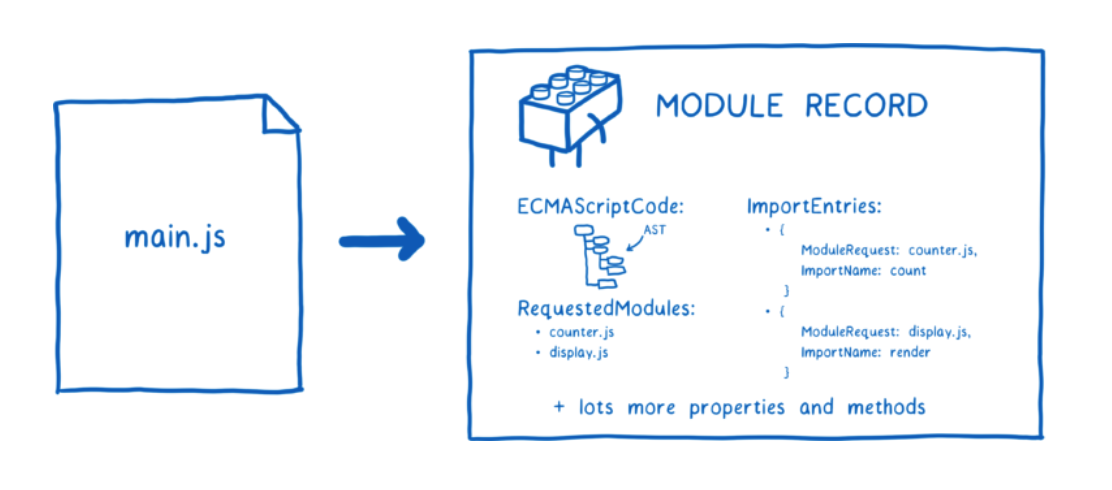 main.js
MODULE RECORD
ECMAScriptCode:
AST
RequestedModules:
• counter.js
• display.js
ImportEntries:
• {
ModuleRequest: counter.js,
ImportName: count
}
• {
ModuleRequest: display.js,
ImportName: render
}
+ lots more properties and methods